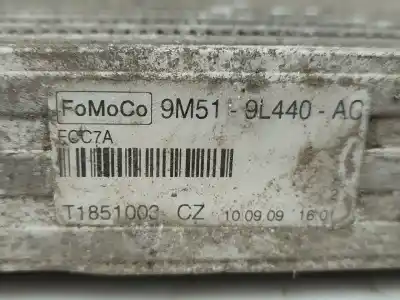 FoMoCo 9M51 - 9L440 - AC
FCC7A
T1851003 CZ 10.09.09 16:0